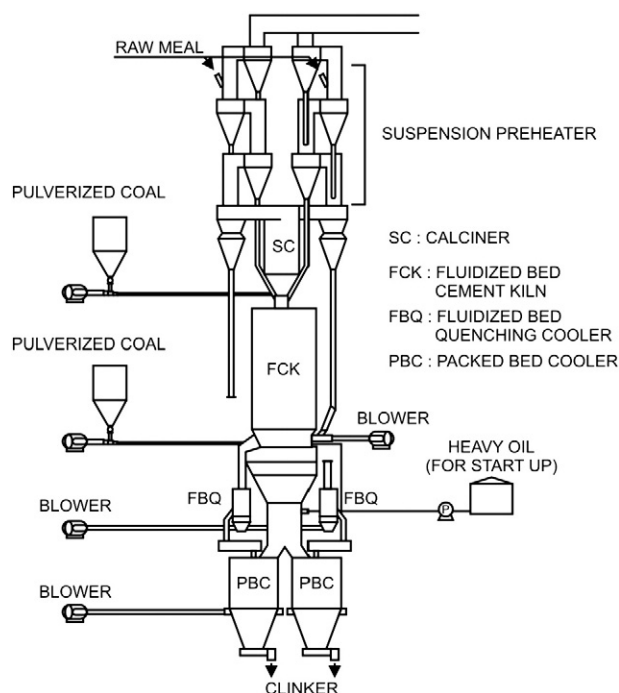 RAW MEAL
SUSPENSION PREHEATER
PULVERIZED COAL
SC
SC : CALCINER
FCK : FLUIDIZED BED
CEMENT KILN
FBQ : FLUIDIZED BED
QUENCHING COOLER
PBC : PACKED BED COOLER
PULVERIZED COAL
FCK
BLOWER
HEAVY OIL
(FOR START UP)
FBQ
FBQ
P
BLOWER
PBC
PBC
BLOWER
CLINKER